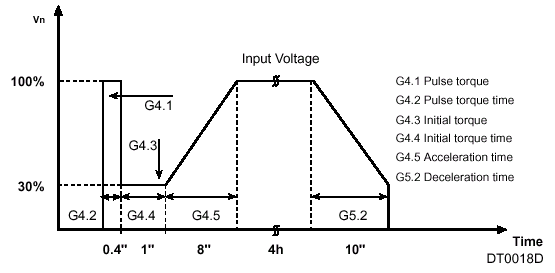 Vn
Input Voltage
100%
G4.1
G4.3
30%
G4.2
G4.4
G4.5
G5.2
0.4"
1"
8"
4h
10"
Time
G4.1 Pulse torque
G4.2 Pulse torque time
G4.3 Initial torque
G4.4 Initial torque time
G4.5 Acceleration time
G5.2 Deceleration time
DT0018D